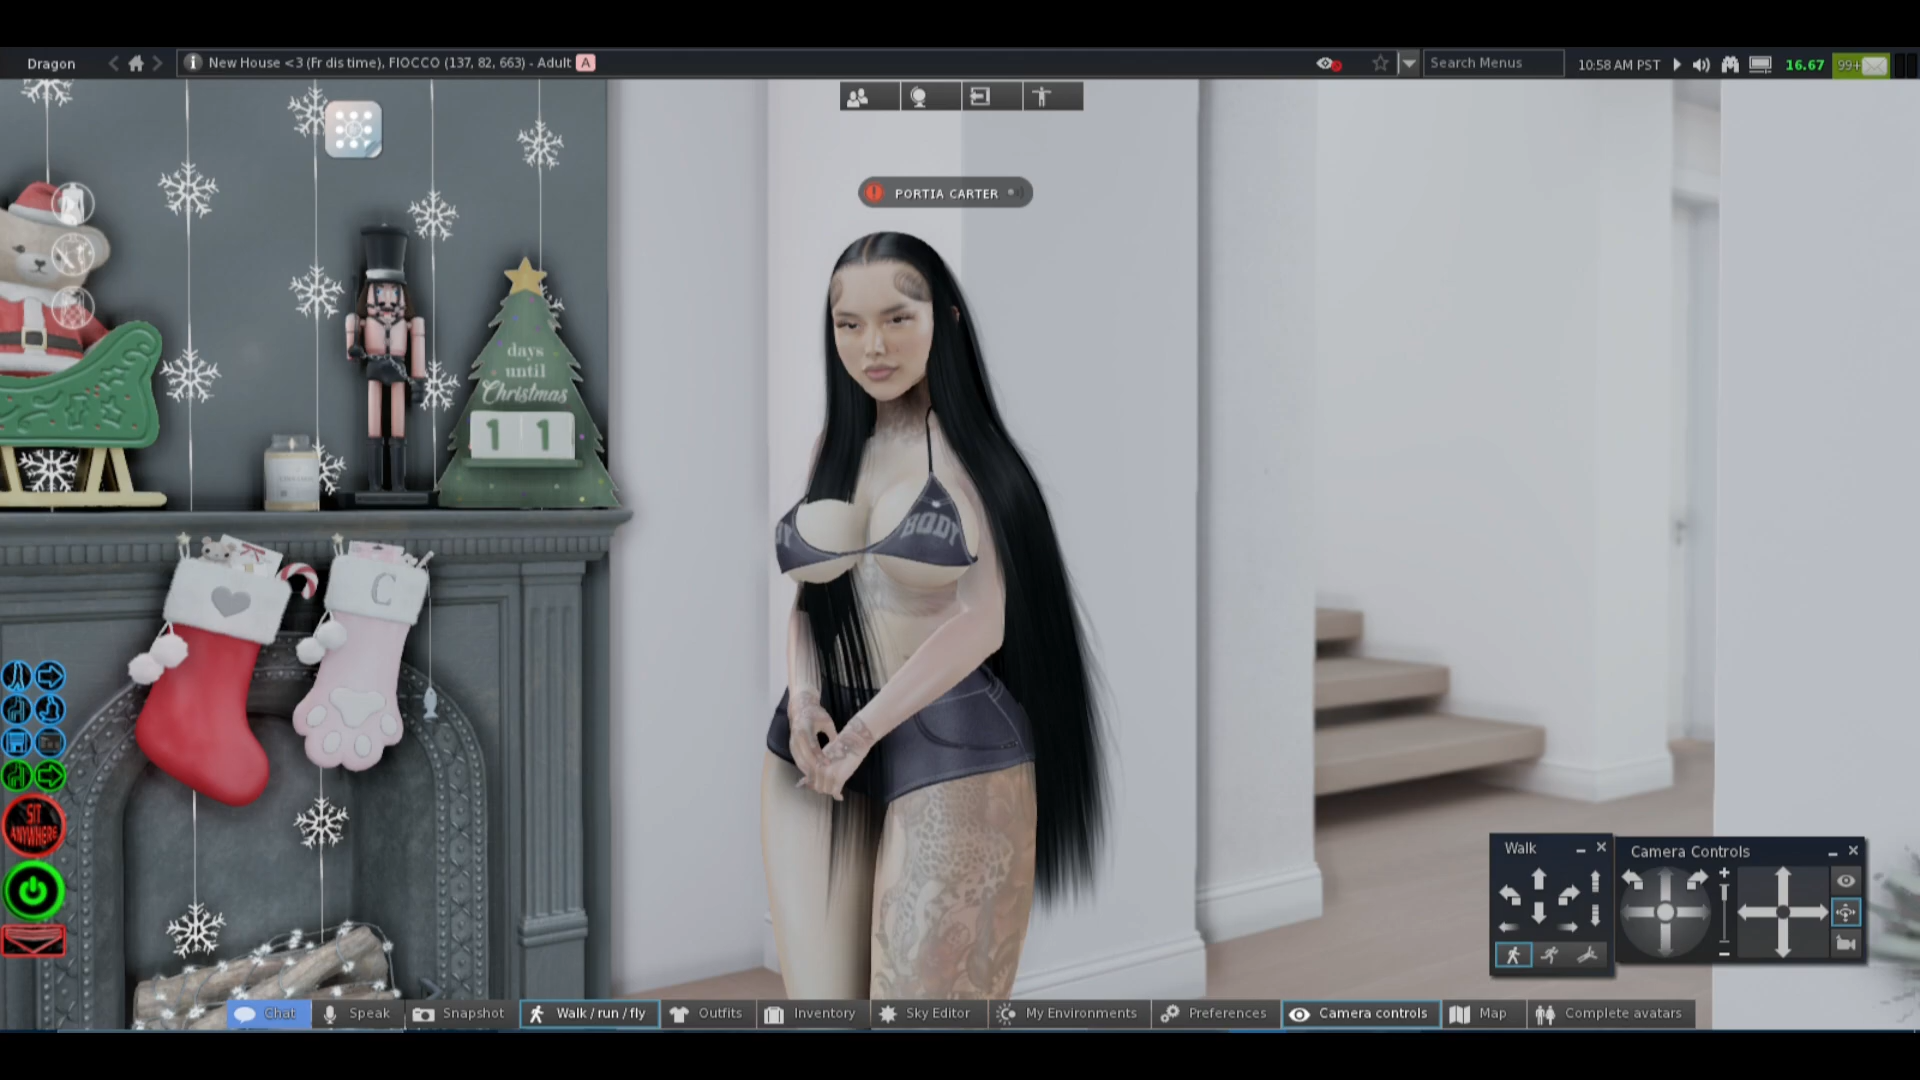 Dragon
New House <3 (Fr dis time), FIOCCO (137, 82, 663) - Adult A
Search Menus
10:58 AM PST
16.67
99+
PORTIA CARTER
days
until
Christmas
1 1
BODY
C
SIT
ANYWHERE
Walk
Camera Controls
Chat
Speak
Snapshot
Walk / run / fly
Outfits
Inventory
Sky Editor
My Environments
Preferences
Camera controls
Map
Complete avatars